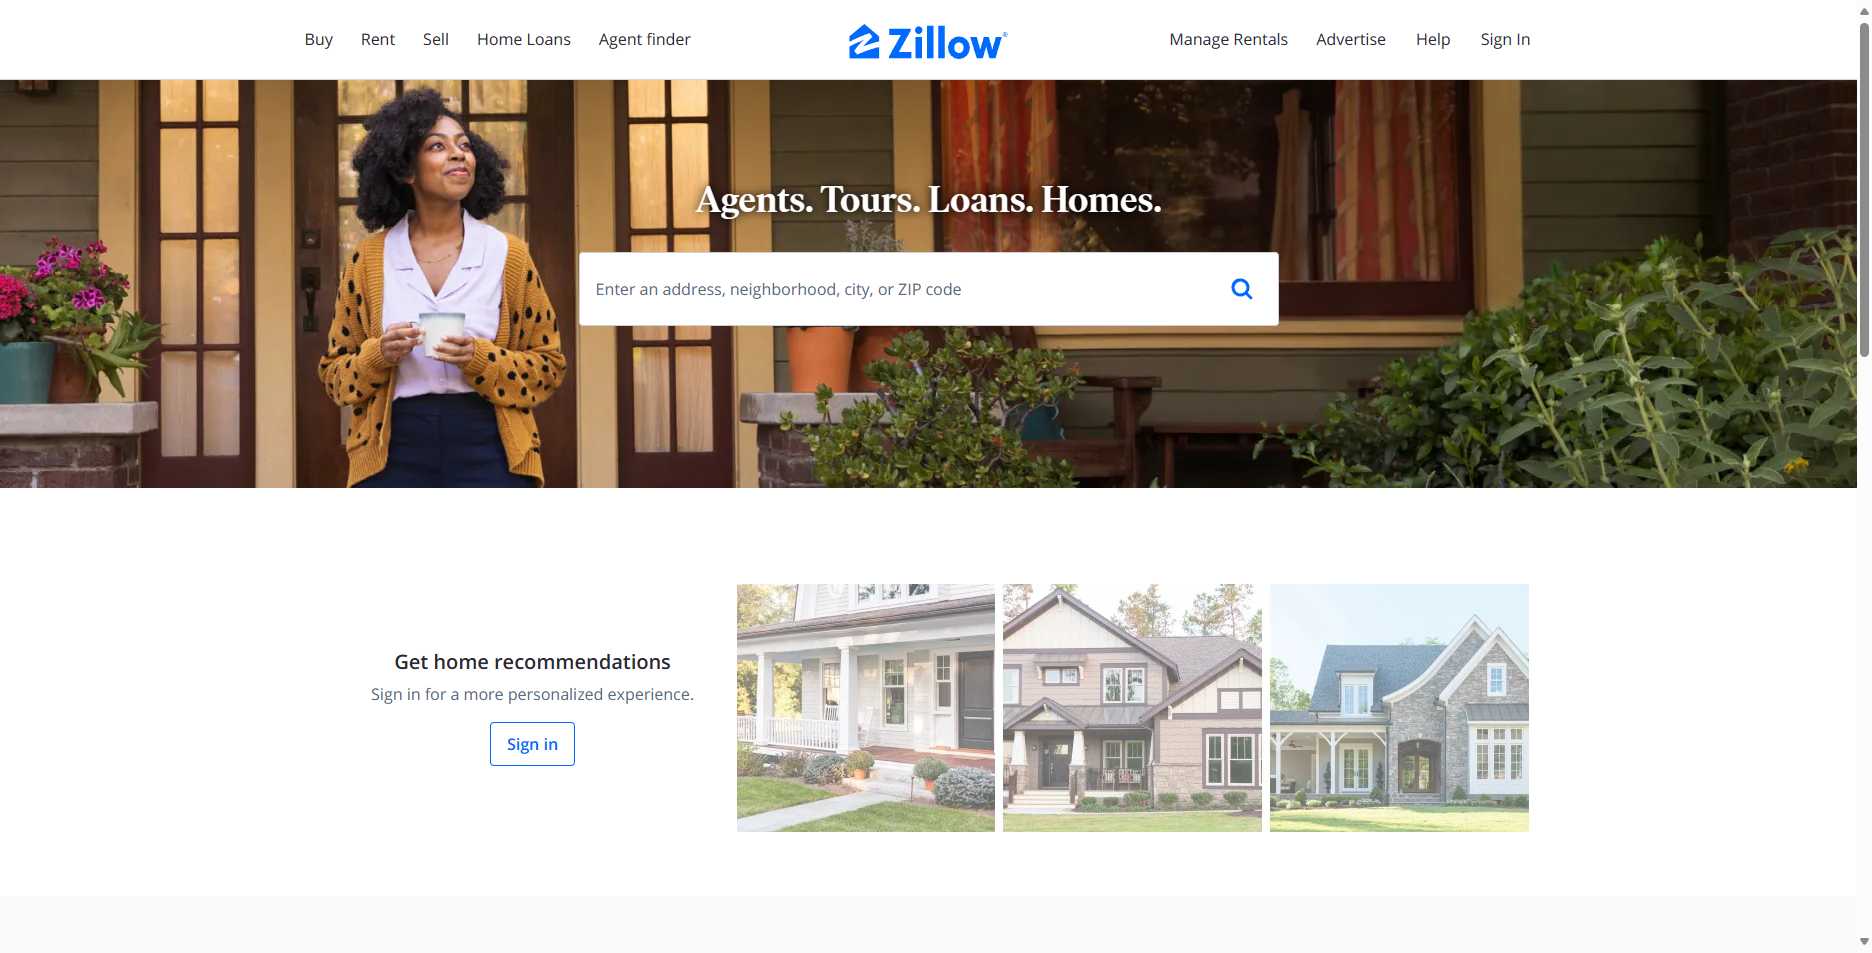 Buy
Rent
Sell
Home Loans
Agent finder
Zillow
Manage Rentals
Advertise
Help
Sign In
Agents. Tours. Loans. Homes.
Enter an address, neighborhood, city, or ZIP code
Get home recommendations
Sign in for a more personalized experience.
Sign in